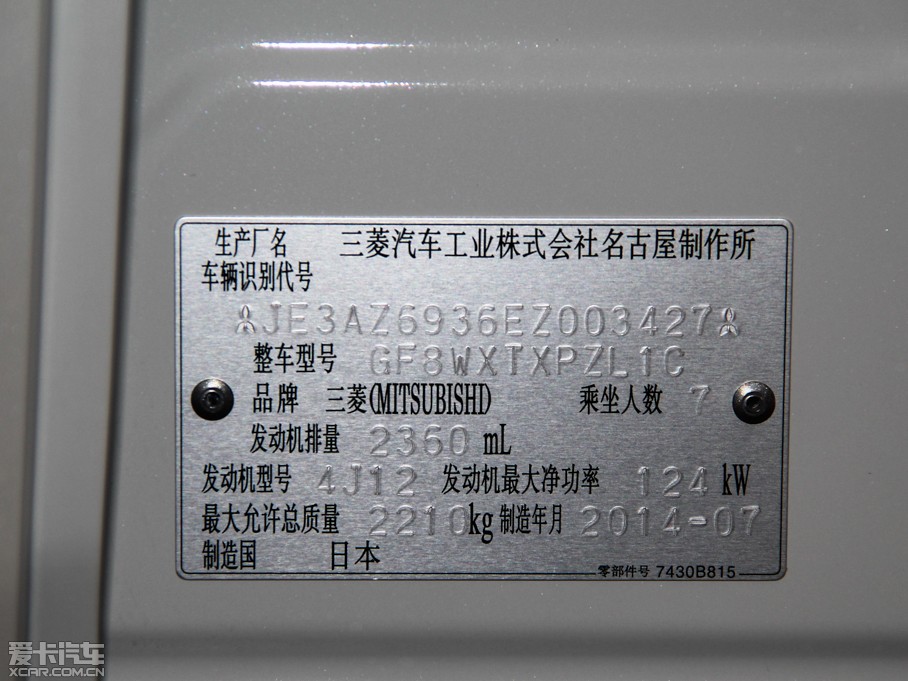 生产厂名 三菱汽车工业株式会社名古屋制作所
车辆识别代号
JE3AZ6936EZ003427
整车型号 GF8WXTXPZL1C
品牌 三菱(MITSUBISHI) 乘坐人数 7
发动机排量 2360 mL
发动机型号 4J12 发动机最大净功率 124 kW
最大允许总质量 2210kg 制造年月 2014-07
制造国 日本
零部件号 7430B815
爱卡汽车
XCAR.COM.CN